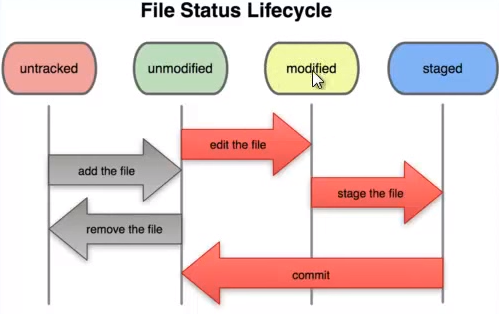 File Status Lifecycle
untracked
unmodified
modified
staged
edit the file
add the file
stage the file
remove the file
commit